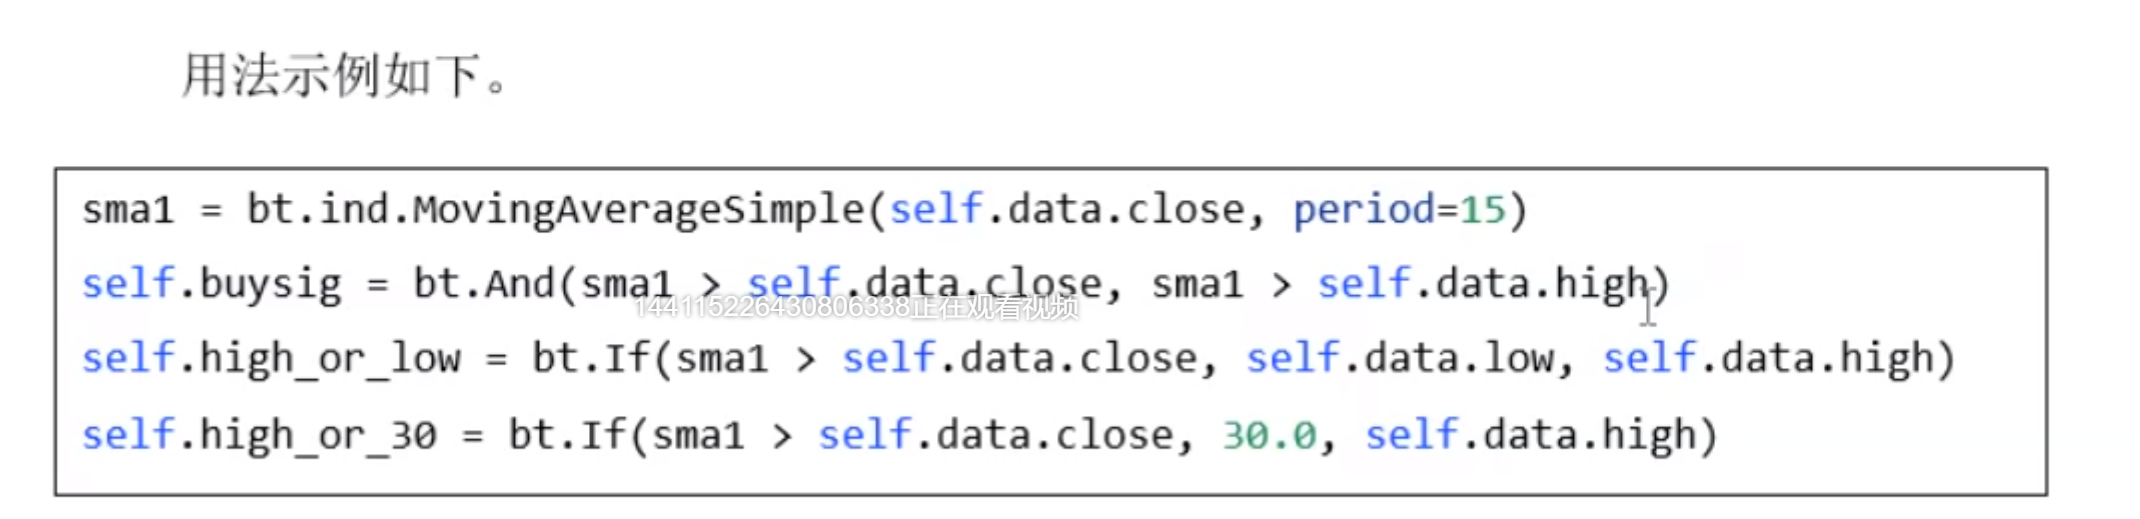 用法示例如下。
sma1 = bt.ind.MovingAverageSimple(self.data.close, period=15)
self.buysig = bt.And(sma1 > self.data.close, sma1 > self.data.high)
144115226430806338正在观看视频
self.high_or_low = bt.If(sma1 > self.data.close, self.data.low, self.data.high)
self.high_or_30 = bt.If(sma1 > self.data.close, 30.0, self.data.high)